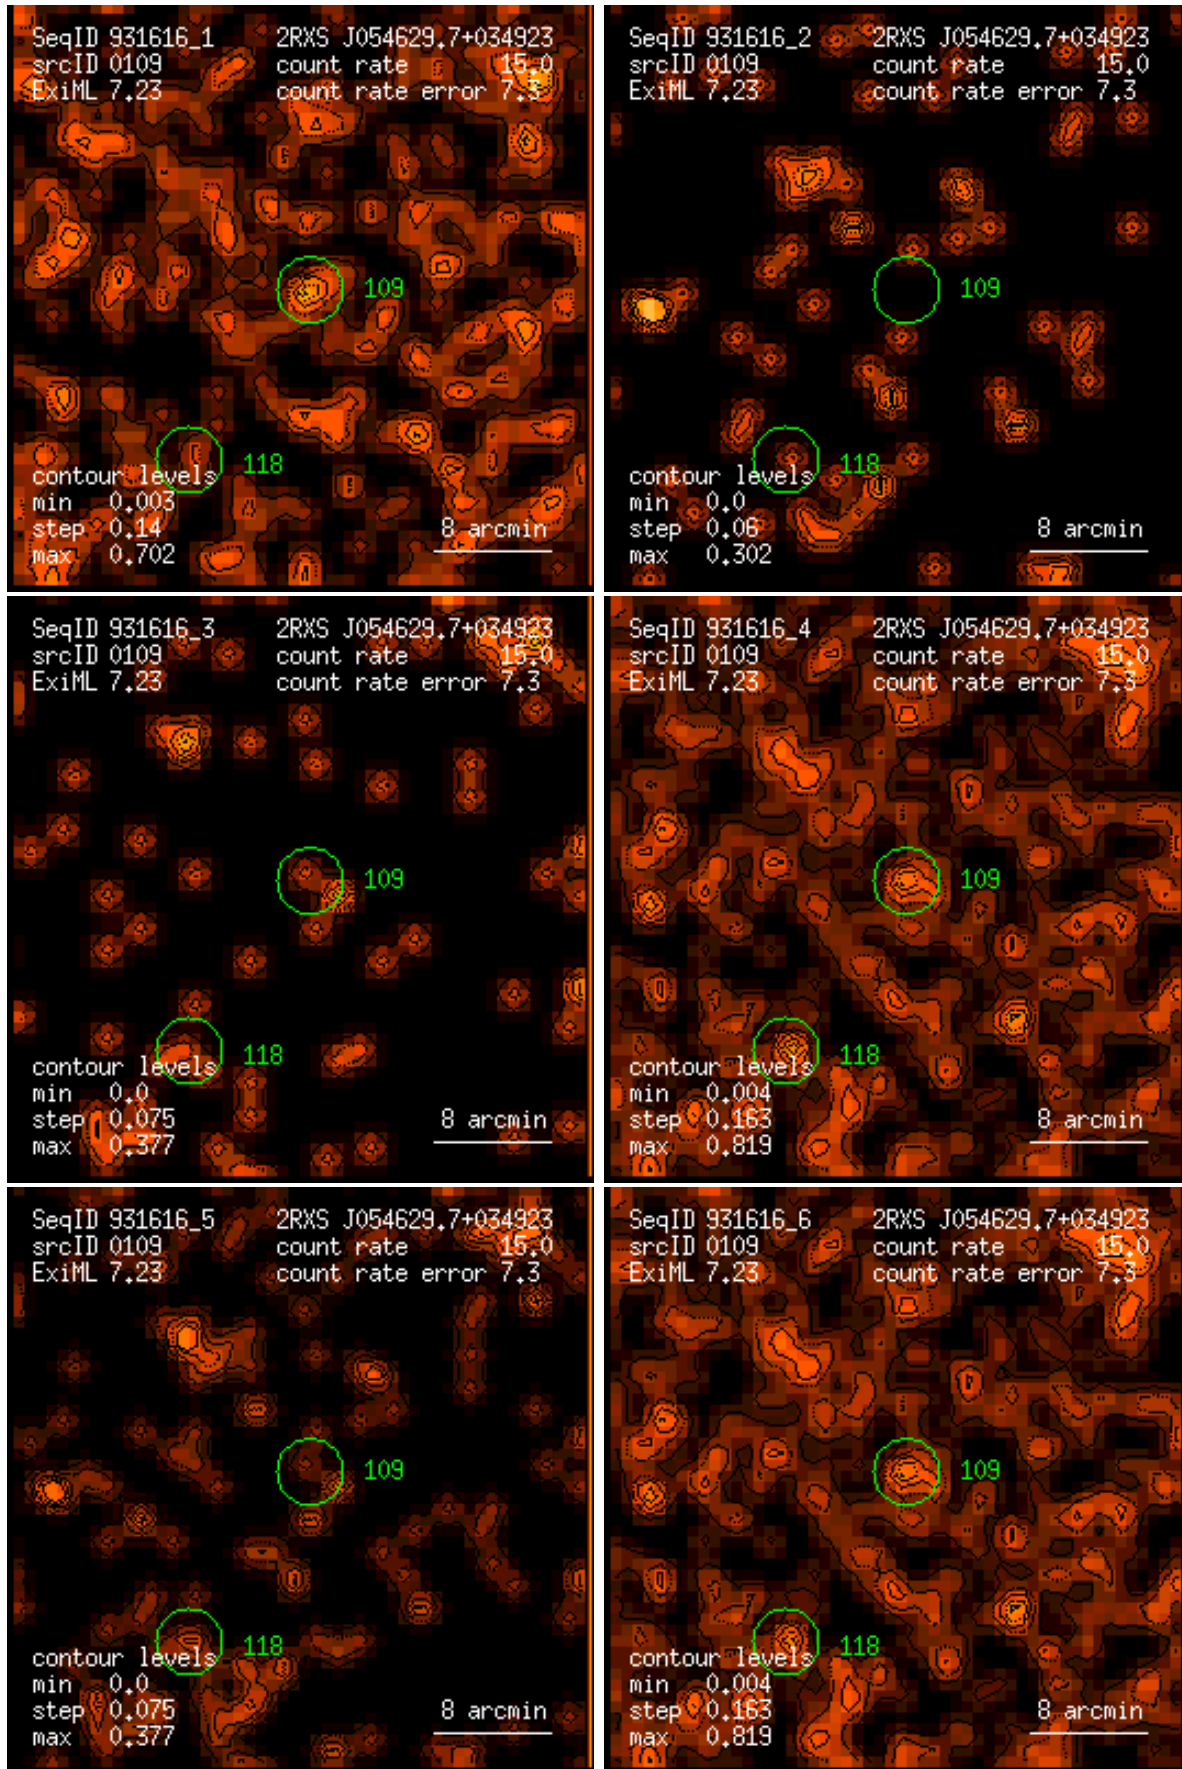 SeqID 931616_1 2RXS J054629.7+034923
srcID 0109 count rate 15.0
ExiML 7.23 count rate error 7.3
109
118
contour levels
min 0.003
step 0.14 8 arcmin
max 0.702
SeqID 931616_2 2RXS J054629.7+034923
srcID 0109 count rate 15.0
ExiML 7.23 count rate error 7.3
109
118
contour levels
min 0.0
step 0.06 8 arcmin
max 0.302
SeqID 931616_3 2RXS J054629.7+034923
srcID 0109 count rate 15.0
ExiML 7.23 count rate error 7.3
109
118
contour levels
min 0.0
step 0.075 8 arcmin
max 0.377
SeqID 931616_4 2RXS J054629.7+034923
srcID 0109 count rate 15.0
ExiML 7.23 count rate error 7.3
109
118
contour levels
min 0.004
step 0.163 8 arcmin
max 0.819
SeqID 931616_5 2RXS J054629.7+034923
srcID 0109 count rate 15.0
ExiML 7.23 count rate error 7.3
109
118
contour levels
min 0.0
step 0.075 8 arcmin
max 0.377
SeqID 931616_6 2RXS J054629.7+034923
srcID 0109 count rate 15.0
ExiML 7.23 count rate error 7.3
109
118
contour levels
min 0.004
step 0.163 8 arcmin
max 0.819